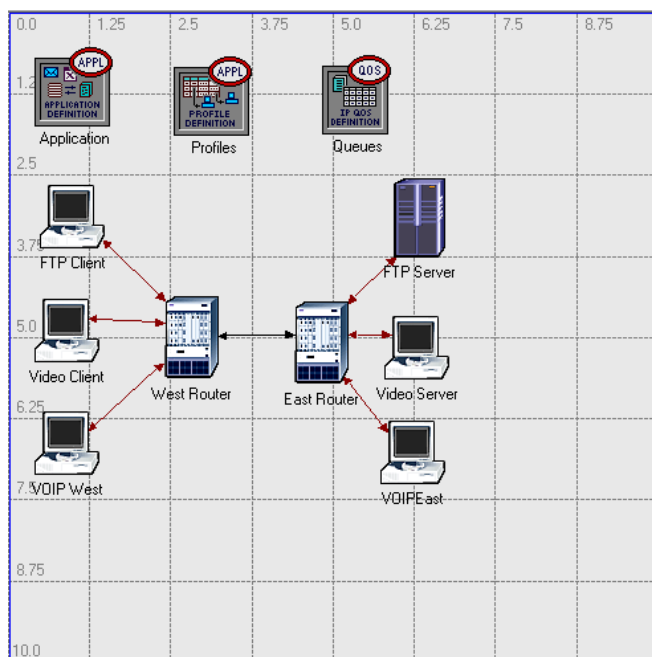 0.0 1.25 2.5 3.75 5.0 6.25 7.5 8.75
APPL APPL QOS
APPLICATION DEFINITION
PROFILE DEFINITION
IP QOS DEFINITION
1.2
Application
Profiles
Queues
2.5
3.75
FTP Client
FTP Server
5.0
Video Client
West Router
East Router
Video Server
6.25
VOIP West
VOIPEast
7.5
8.75
10.0